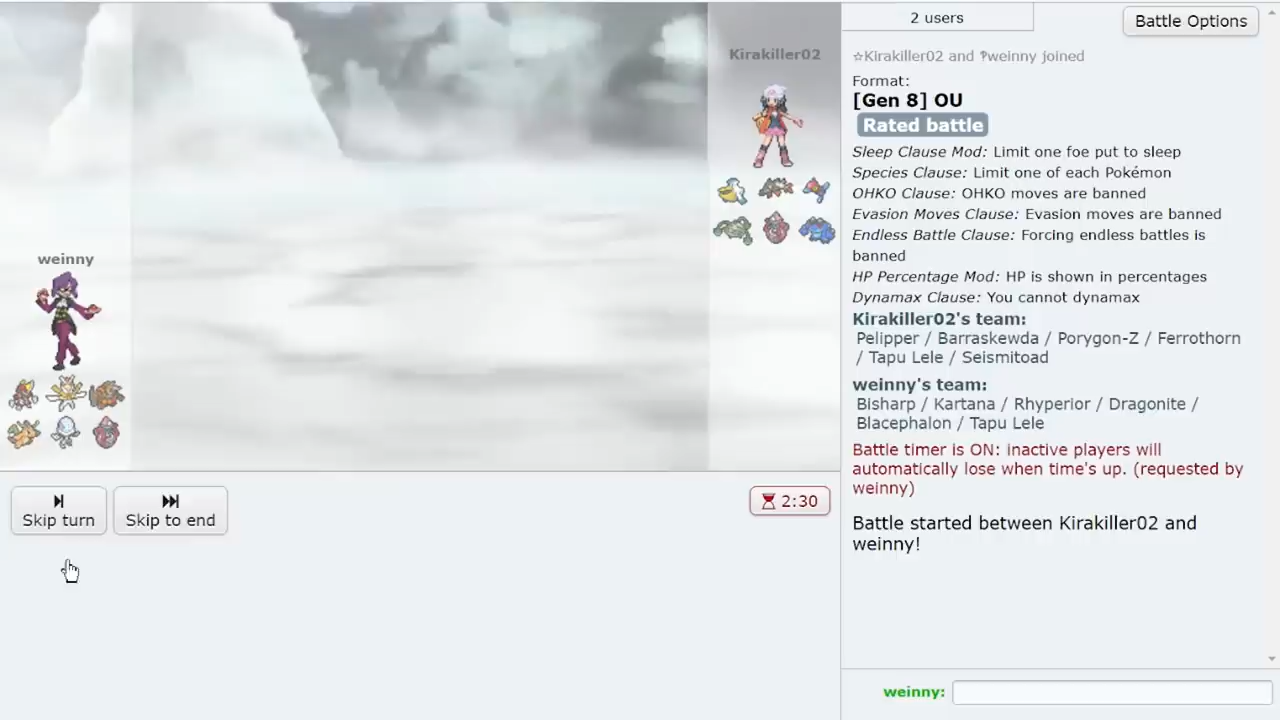 2 users
Battle Options
Kirakiller02
☆Kirakiller02 and ‽weinny joined
Format:
[Gen 8] OU
Rated battle
Sleep Clause Mod: Limit one foe put to sleep
Species Clause: Limit one of each Pokémon
OHKO Clause: OHKO moves are banned
Evasion Moves Clause: Evasion moves are banned
Endless Battle Clause: Forcing endless battles is
banned
HP Percentage Mod: HP is shown in percentages
Dynamax Clause: You cannot dynamax
Kirakiller02's team:
Pelipper / Barraskewda / Porygon-Z / Ferrothorn
/ Tapu Lele / Seismitoad
weinny's team:
Bisharp / Kartana / Rhyperior / Dragonite /
Blacephalon / Tapu Lele
Battle timer is ON: inactive players will
automatically lose when time's up. (requested by
weinny)
Battle started between Kirakiller02 and
weinny!
weinny
Skip turn
Skip to end
2:30
weinny: